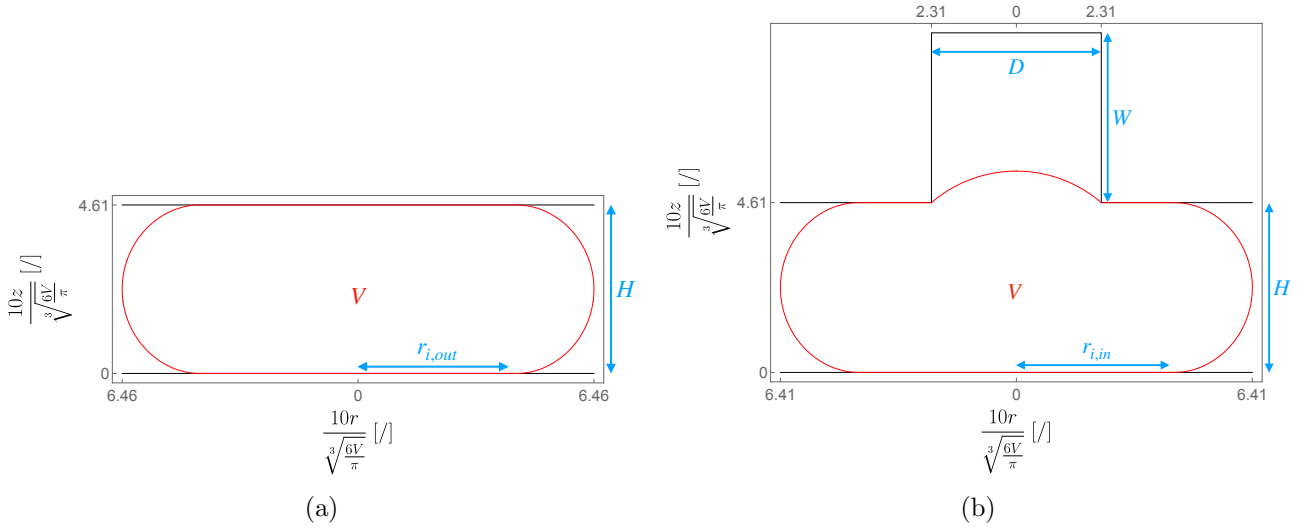 2.31 0 2.31
D
W
10z / ∛(6V/π) [/]
4.61
V
H
r_{i,out}
0
6.46 0 6.46
10r / ∛(6V/π) [/]
(a)
10z / ∛(6V/π) [/]
4.61
V
H
r_{i,in}
0
6.41 0 6.41
10r / ∛(6V/π) [/]
(b)